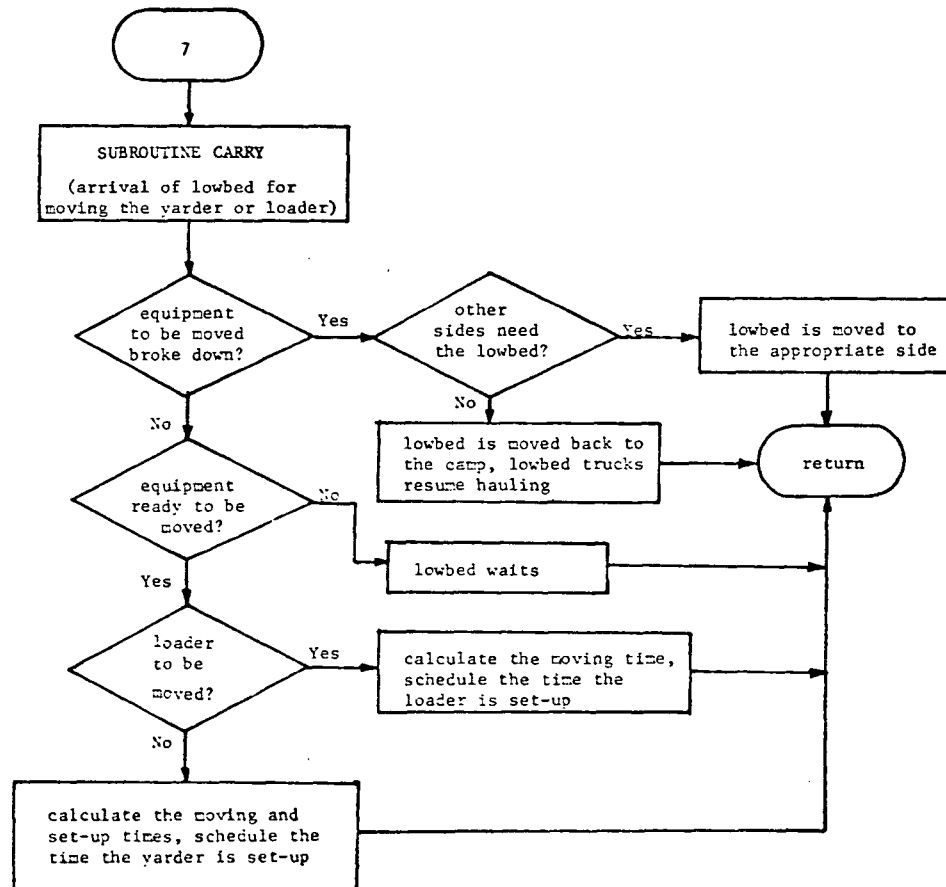 7
SUBROUTINE CARRY
(arrival of lowbed for
moving the yarder or loader)
equipment
to be moved
broke down?
Yes
other
sides need
the lowbed?
Yes
lowbed is moved to
the appropriate side
No
No
lowbed is moved back to
the camp, lowbed trucks
resume hauling
return
equipment
ready to be
moved?
No
lowbed waits
Yes
loader
to be
moved?
Yes
calculate the moving time,
schedule the time the
loader is set-up
No
calculate the moving and
set-up times, schedule the
time the yarder is set-up